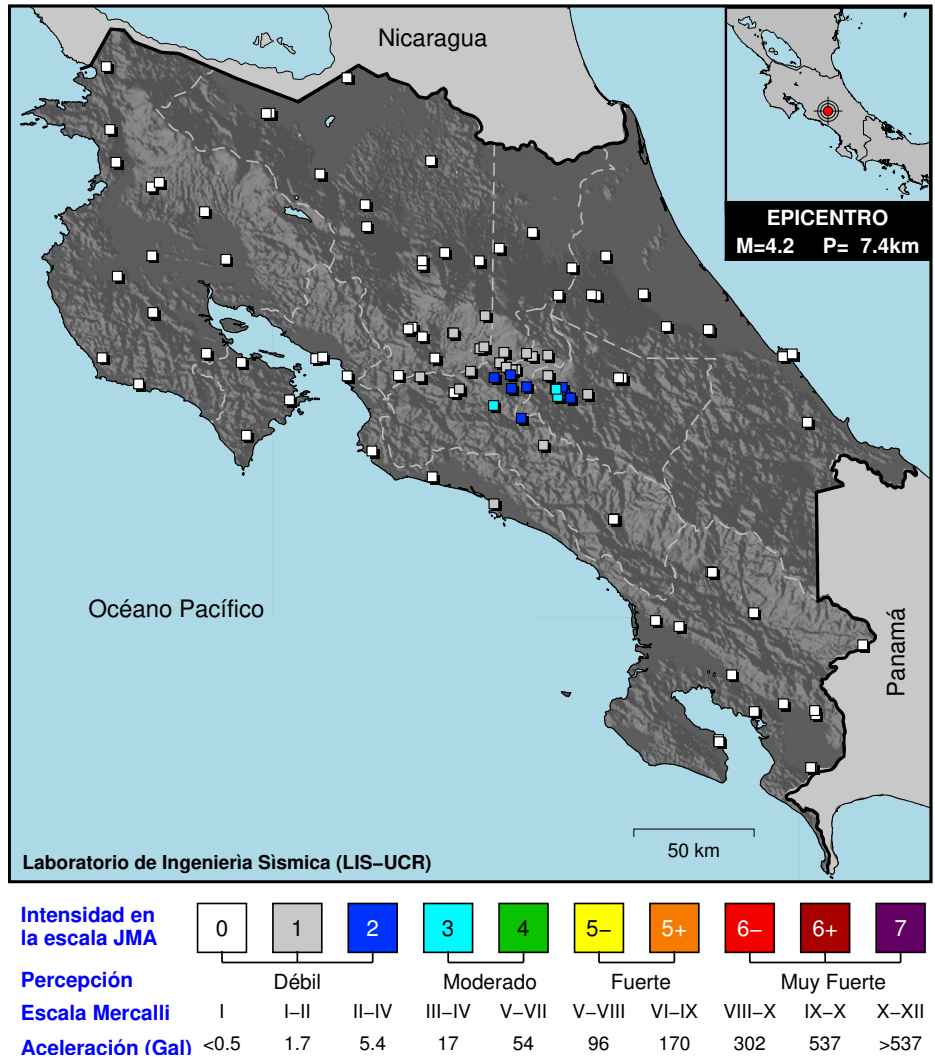 Nicaragua
EPICENTRO
M=4.2 P= 7.4km
Océano Pacífico
Panamá
50 km
Laboratorio de Ingenierìa Sìsmica (LIS–UCR)
Intensidad en
la escala JMA
0 1 2 3 4 5– 5+ 6– 6+ 7
Percepción Débil Moderado Fuerte Muy Fuerte
Escala Mercalli I I–II II–IV III–IV V–VII V–VIII VI–IX VIII–X IX–X X–XII
Aceleración (Gal) <0.5 1.7 5.4 17 54 96 170 302 537 >537